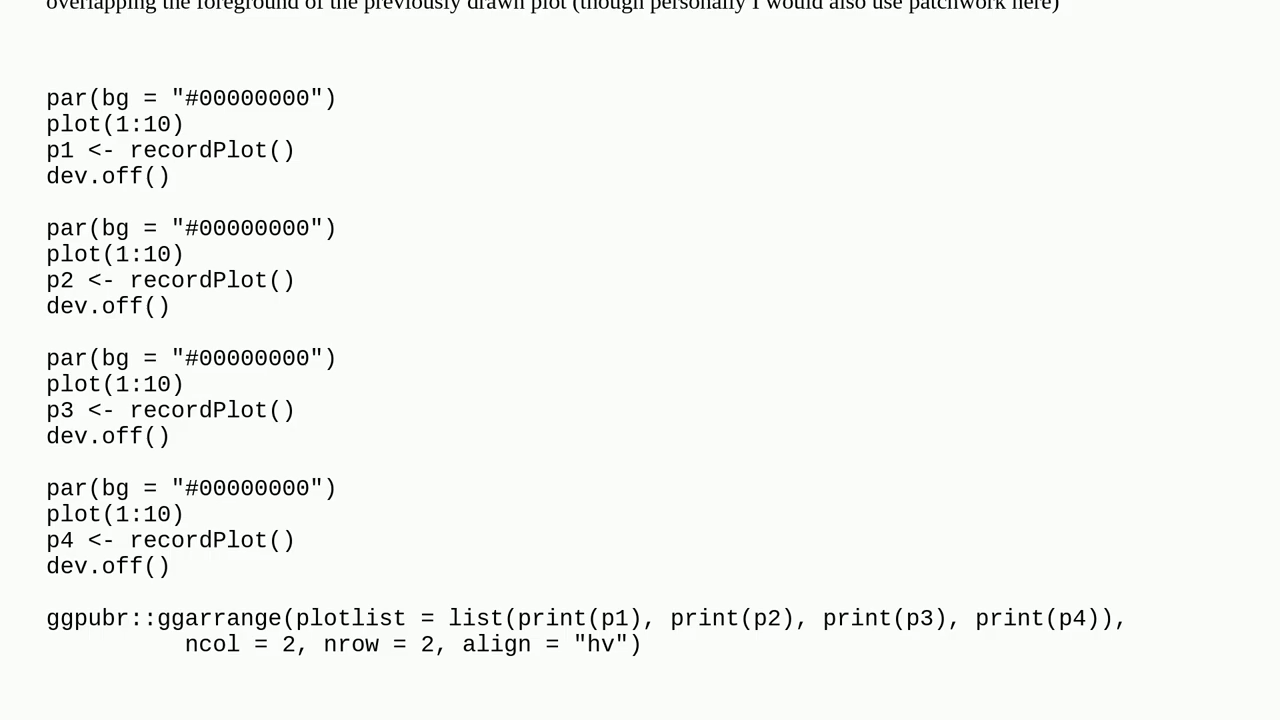 overlapping the foreground of the previously drawn plot (though personally I would also use patchwork here)
par(bg = "#00000000")
plot(1:10)
p1 <- recordPlot()
dev.off()
par(bg = "#00000000")
plot(1:10)
p2 <- recordPlot()
dev.off()
par(bg = "#00000000")
plot(1:10)
p3 <- recordPlot()
dev.off()
par(bg = "#00000000")
plot(1:10)
p4 <- recordPlot()
dev.off()
ggpubr::ggarrange(plotlist = list(print(p1), print(p2), print(p3), print(p4)),
          ncol = 2, nrow = 2, align = "hv")